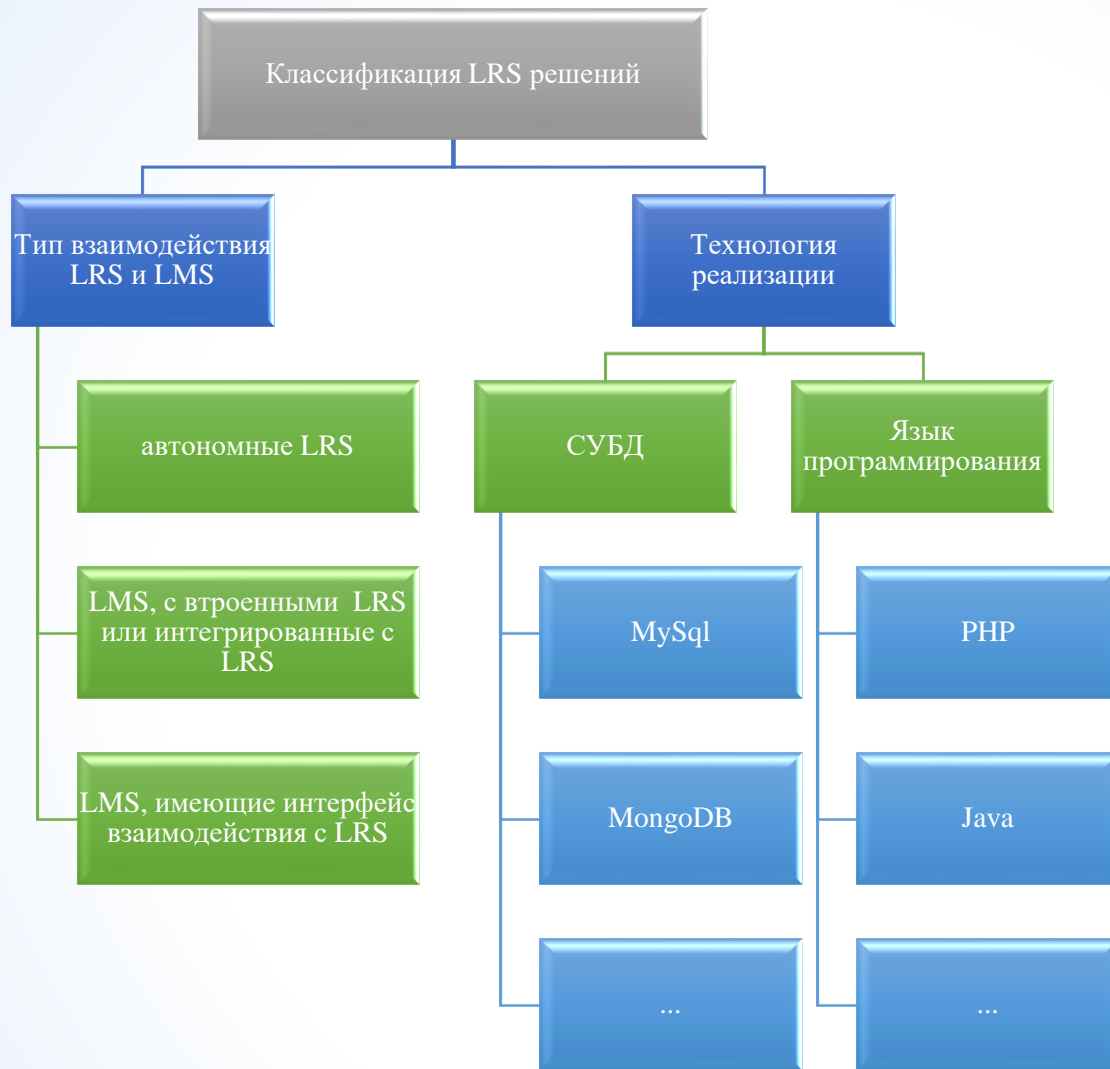 Классификация LRS решений
Тип взаимодействия
LRS и LMS
Технология
реализации
автономные LRS
СУБД
Язык
программирования
LMS, с втроенными LRS
или интегрированные с
LRS
MySql
PHP
LMS, имеющие интерфейс
взаимодействия с LRS
MongoDB
Java
...
...